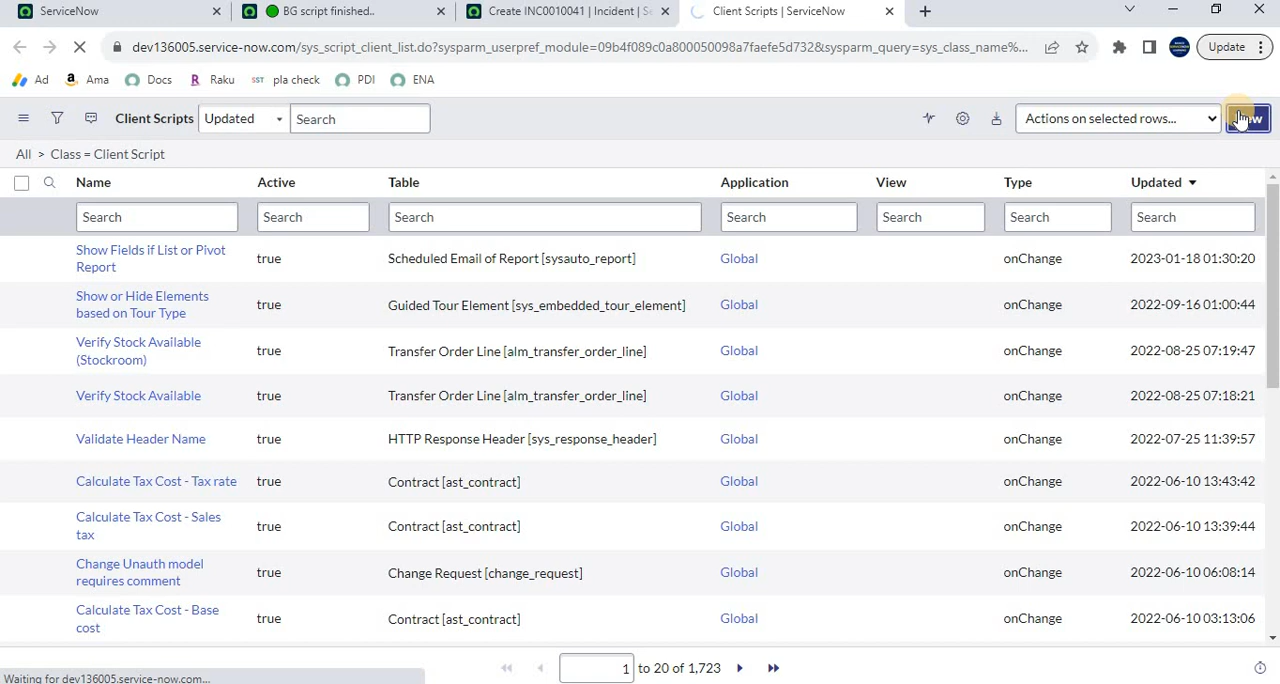 ServiceNow
BG script finished..
Create INC0010041 | Incident | S
Client Scripts | ServiceNow
dev136005.service-now.com/sys_script_client_list.do?sysparm_userpref_module=09b4f089c0a800050098a7faefe5d732&sysparm_query=sys_class_name%...
Update
Ad
Ama
Docs
Raku
SST pla check
PDI
ENA
Client Scripts
Updated
Search
Actions on selected rows...
All > Class = Client Script
Name Active Table Application View Type Updated
Search Search Search Search Search Search Search
Show Fields if List or Pivot
Report
true Scheduled Email of Report [sysauto_report] Global onChange 2023-01-18 01:30:20
Show or Hide Elements
based on Tour Type
true Guided Tour Element [sys_embedded_tour_element] Global onChange 2022-09-16 01:00:44
Verify Stock Available
(Stockroom)
true Transfer Order Line [alm_transfer_order_line] Global onChange 2022-08-25 07:19:47
Verify Stock Available true Transfer Order Line [alm_transfer_order_line] Global onChange 2022-08-25 07:18:21
Validate Header Name true HTTP Response Header [sys_response_header] Global onChange 2022-07-25 11:39:57
Calculate Tax Cost - Tax rate true Contract [ast_contract] Global onChange 2022-06-10 13:43:42
Calculate Tax Cost - Sales
tax
true Contract [ast_contract] Global onChange 2022-06-10 13:39:44
Change Unauth model
requires comment
true Change Request [change_request] Global onChange 2022-06-10 06:08:14
Calculate Tax Cost - Base
cost
true Contract [ast_contract] Global onChange 2022-06-10 03:13:06
1 to 20 of 1,723
Waiting for dev136005.service-now.com...